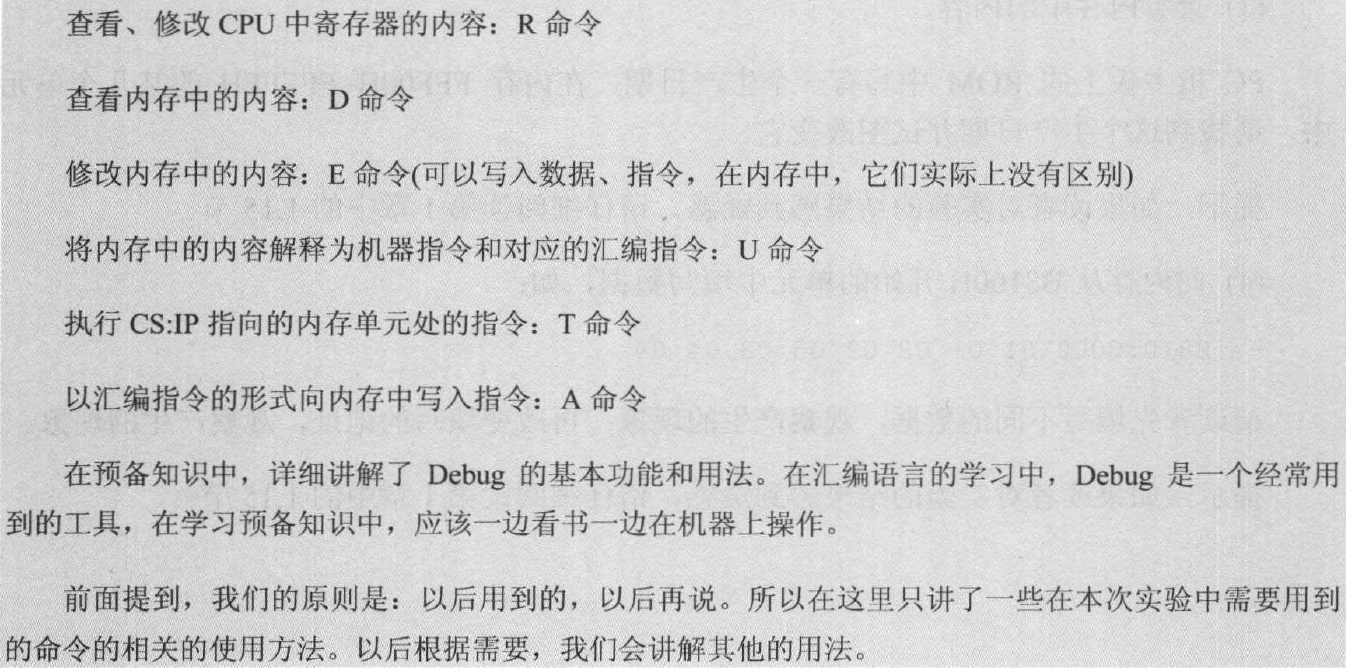 查看、修改 CPU 中寄存器的内容：R 命令
查看内存中的内容：D 命令
修改内存中的内容：E 命令(可以写入数据、指令，在内存中，它们实际上没有区别)
将内存中的内容解释为机器指令和对应的汇编指令：U 命令
执行 CS:IP 指向的内存单元处的指令：T 命令
以汇编指令的形式向内存中写入指令：A 命令
在预备知识中，详细讲解了 Debug 的基本功能和用法。在汇编语言的学习中，Debug 是一个经常用
到的工具，在学习预备知识中，应该一边看书一边在机器上操作。
前面提到，我们的原则是：以后用到的，以后再说。所以在这里只讲了一些在本次实验中需要用到
的命令的相关的使用方法。以后根据需要，我们会讲解其他的用法。